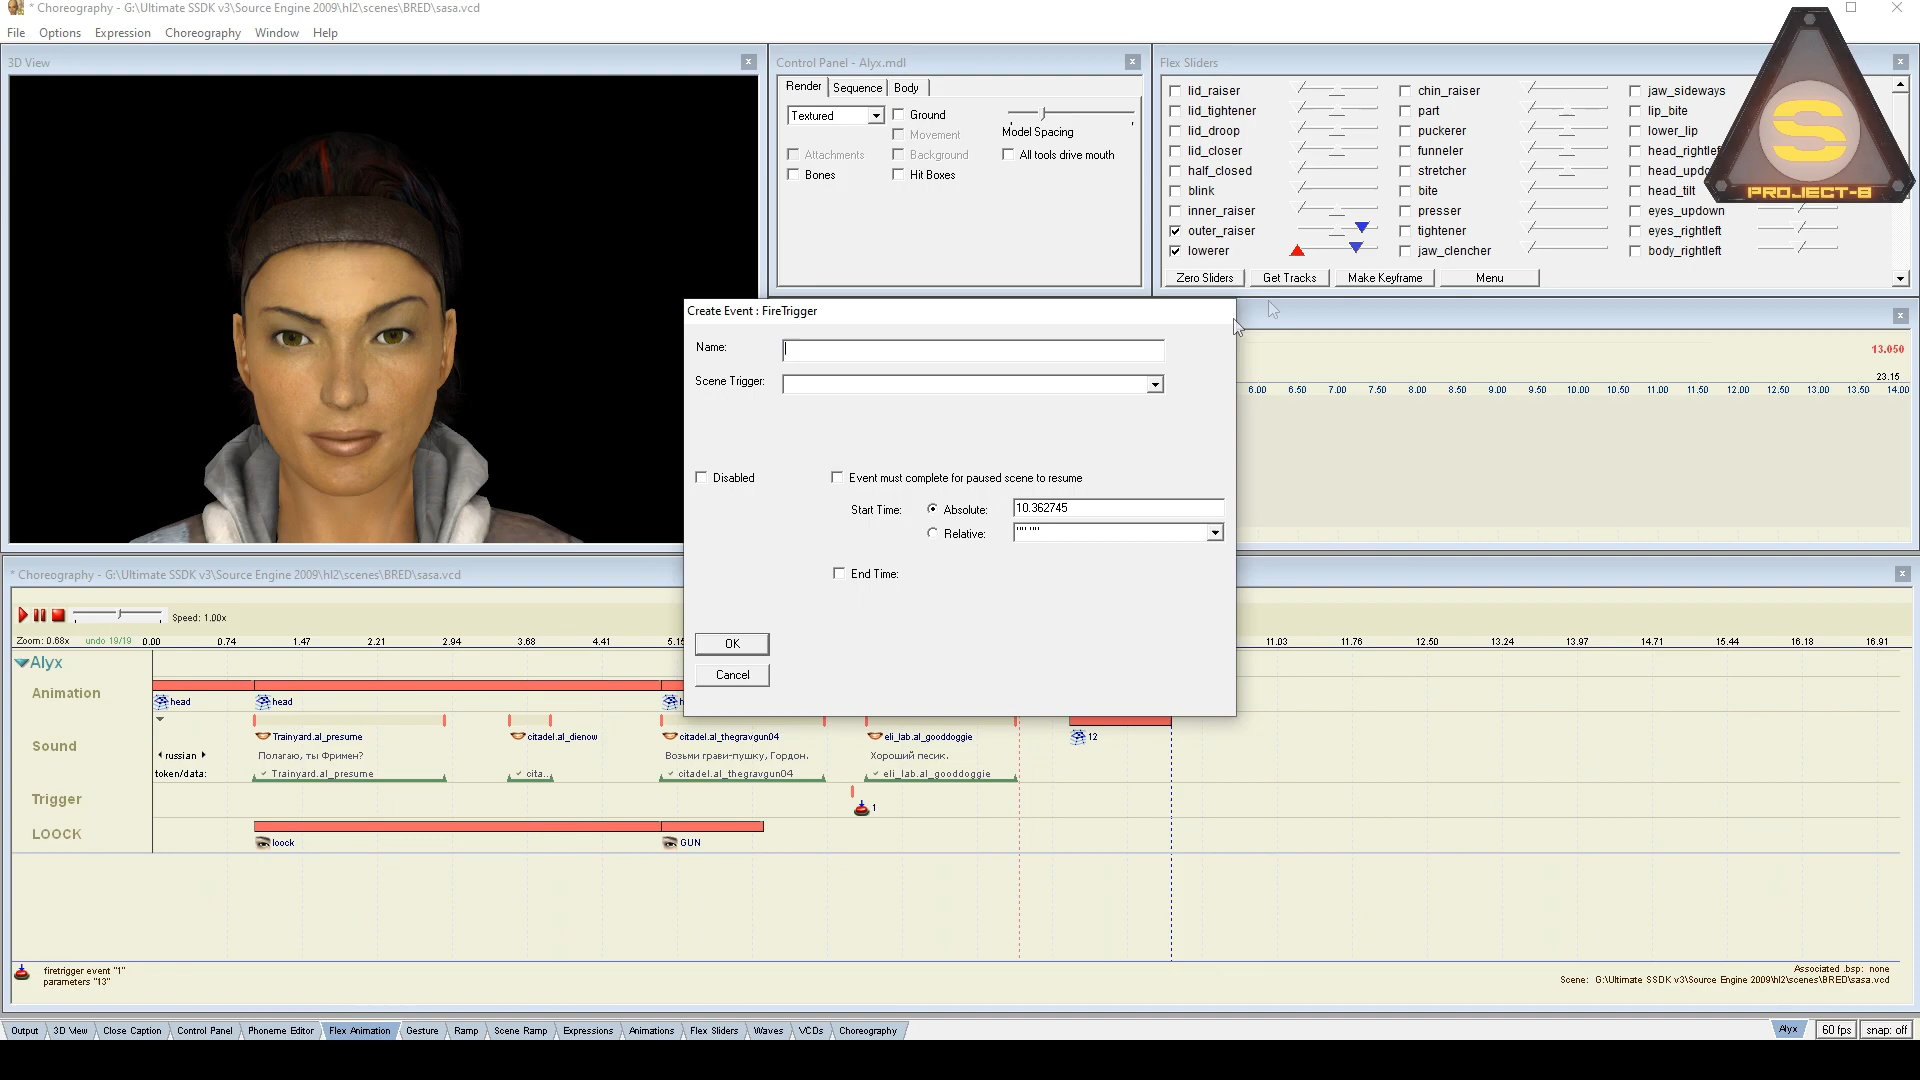 * Choreography - G:\Ultimate SSDK v3\Source Engine 2009\hl2\scenes\BRED\sasa.vcd
File Options Expression Choreography Window Help
3D View
Control Panel - Alyx.mdl
Render Sequence Body
Textured
Ground
Movement
Model Spacing
Attachments
Background
All tools drive mouth
Bones
Hit Boxes
Flex Sliders
lid_raiser chin_raiser jaw_sideways
lid_tightener part lip_bite
lid_droop puckerer lower_lip
lid_closer funneler
half_closed stretcher
blink bite head_tilt
inner_raiser presser eyes_updown
outer_raiser tightener eyes_rightleft
lowerer jaw_clencher body_rightleft
Zero Sliders Get Tracks Make Keyframe Menu
S
PROJECT-8
Create Event : FireTrigger
Name:
Scene Trigger:
Disabled
Event must complete for paused scene to resume
Start Time: Absolute: 10.362745
Relative: "" ""
End Time:
OK
Cancel
13.050
23.15
6.00 6.50 7.00 7.50 8.00 8.50 9.00 9.50 10.00 10.50 11.00 11.50 12.00 12.50 13.00 13.50 14.00
* Choreography - G:\Ultimate SSDK v3\Source Engine 2009\hl2\scenes\BRED\sasa.vcd
Speed: 1.00x
Zoom: 0.68x undo 19/19 0.00 0.74 1.47 2.21 2.94 3.68 4.41 5.15 11.03 11.76 12.50 13.24 13.97 14.71 15.44 16.18 16.91
Alyx
Animation
head head
Sound
Trainyard.al_presume citadel.al_dienow citadel.al_thegravgun04 eli_lab.al_gooddoggie 12
russian Полагаю, ты Фримен? Возьми грави-пушку, Гордон. Хороший песик.
token/data: Trainyard.al_presume cita.. citadel.al_thegravgun04 eli_lab.al_gooddoggie
Trigger
1
LOOCK
loock GUN
firetrigger event "1"
parameters "13"
Associated .bsp: none
Scene: G:\Ultimate SSDK v3\Source Engine 2009\hl2\scenes\BRED\sasa.vcd
Output 3D View Close Caption Control Panel Phoneme Editor Flex Animation Gesture Ramp Scene Ramp Expressions Animations Flex Sliders Waves VCDs Choreography Alyx 60 fps snap: off